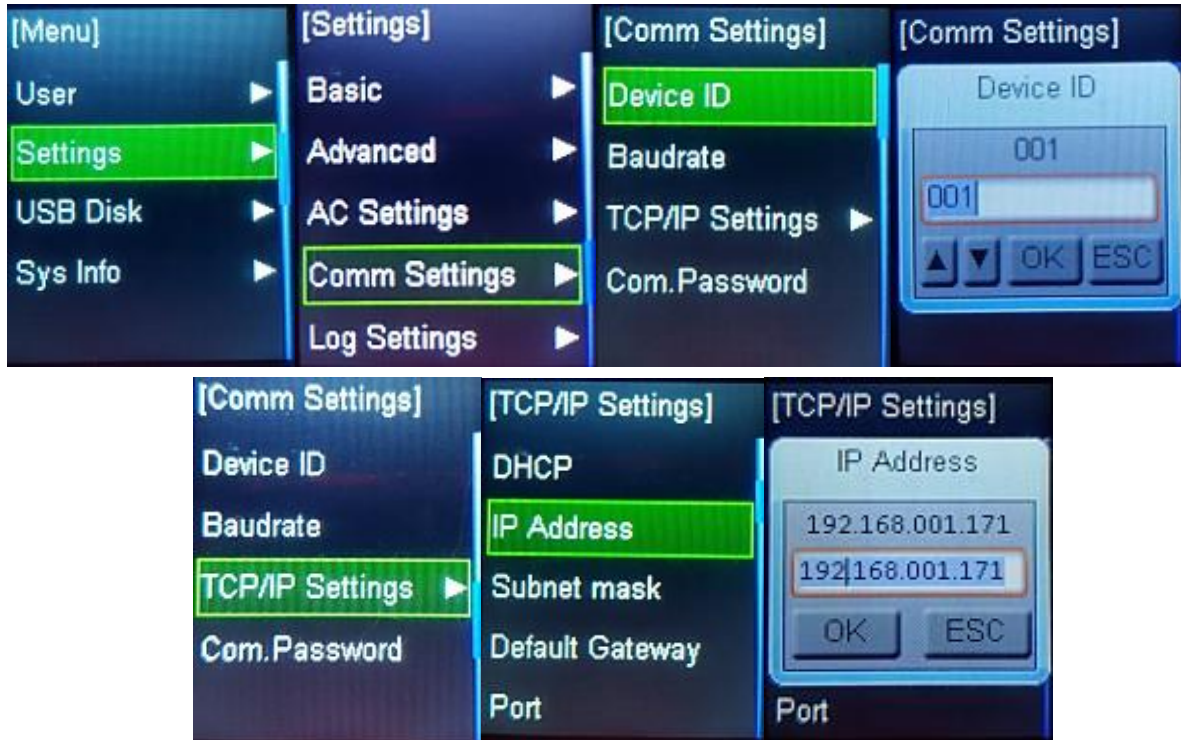 [Menu]
User
Settings
USB Disk
Sys Info
[Settings]
Basic
Advanced
AC Settings
Comm Settings
Log Settings
[Comm Settings]
Device ID
Baudrate
TCP/IP Settings
Com.Password
[Comm Settings]
Device ID
001
001
OK ESC
[Comm Settings]
Device ID
Baudrate
TCP/IP Settings
Com.Password
[TCP/IP Settings]
DHCP
IP Address
Subnet mask
Default Gateway
Port
[TCP/IP Settings]
IP Address
192.168.001.171
192.168.001.171
OK ESC
Port